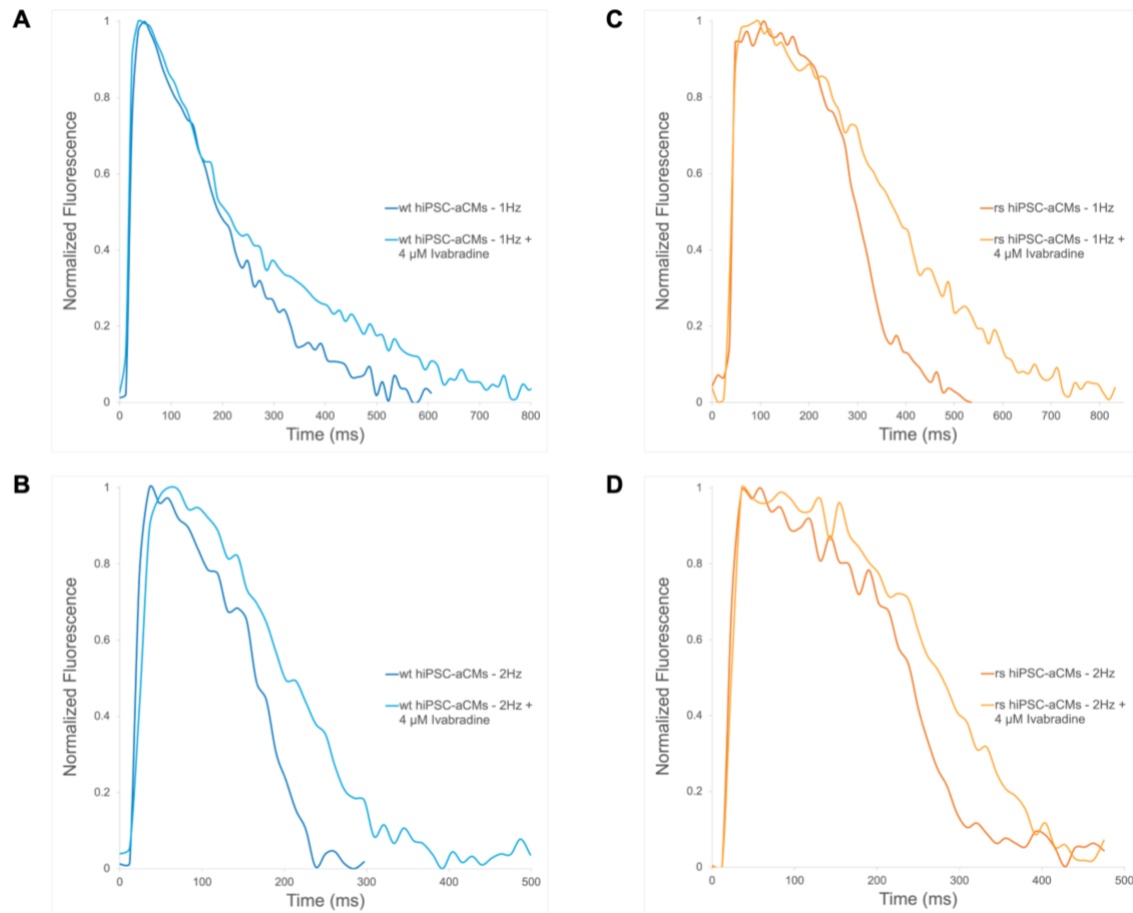 A
Normalized Fluorescence
1
0.8
0.6
0.4
0.2
0
0 100 200 300 400 500 600 700 800
Time (ms)
wt hiPSC-aCMs - 1Hz
wt hiPSC-aCMs - 1Hz +
4 µM Ivabradine
C
Normalized Fluorescence
1
0.8
0.6
0.4
0.2
0
0 100 200 300 400 500 600 700 800
Time (ms)
rs hiPSC-aCMs - 1Hz
rs hiPSC-aCMs - 1Hz +
4 µM Ivabradine
B
Normalized Fluorescence
1
0.8
0.6
0.4
0.2
0
0 100 200 300 400 500
Time (ms)
wt hiPSC-aCMs - 2Hz
wt hiPSC-aCMs - 2Hz +
4 µM Ivabradine
D
Normalized Fluorescence
1
0.8
0.6
0.4
0.2
0
0 100 200 300 400 500
Time (ms)
rs hiPSC-aCMs - 2Hz
rs hiPSC-aCMs - 2Hz +
4 µM Ivabradine